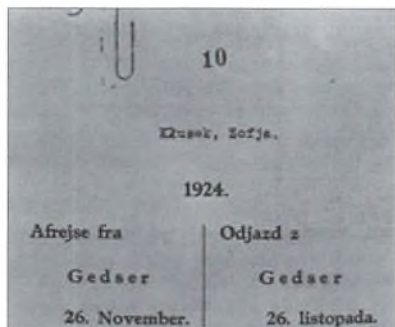 10
Kłusek, Zofja.
1924.
Afrejse fra
Gedser
26. November.
Odjazd z
Gedser
26. listopada.